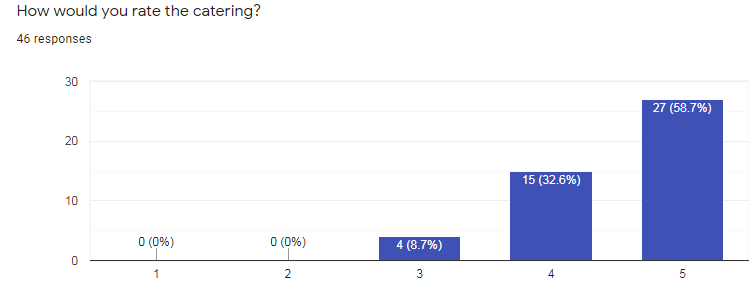 How would you rate the catering?
46 responses
30
27 (58.7%)
20
15 (32.6%)
10
0 (0%) 0 (0%) 4 (8.7%)
0
1 2 3 4 5